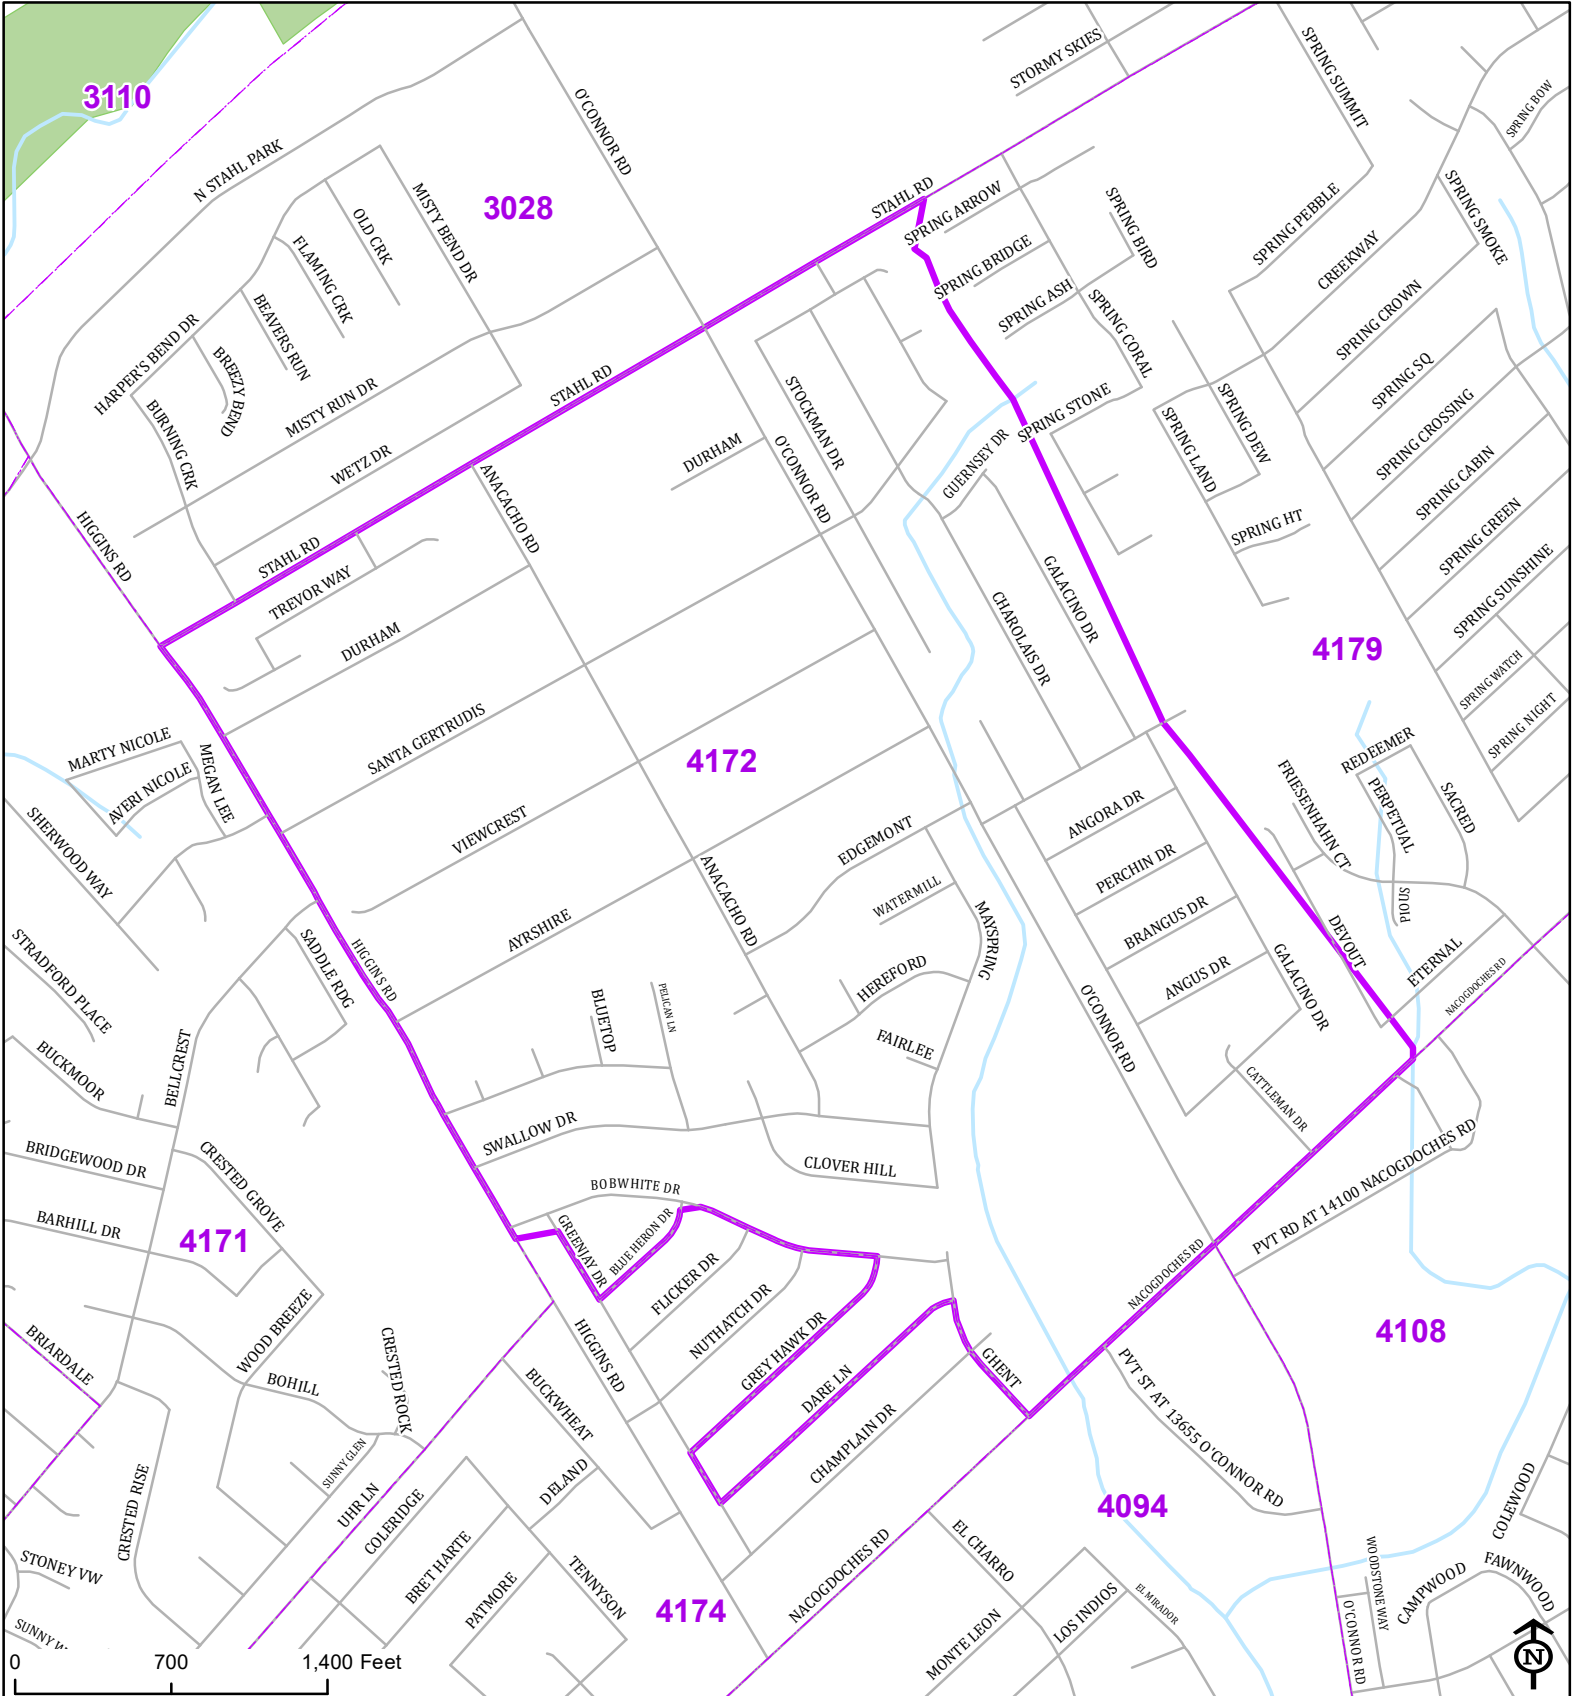 STORMY SKIES
SPRING SUMMIT
SPRING BOW
3110
O'CONNOR RD
N STAHL PARK
3028
MISTY BEND DR
OLD CRK
FLAMING CRK
BEAVERS RUN
HARPER'S BEND DR
BREEZY BEND
BURNING CRK
MISTY RUN DR
WETZ DR
STAHL RD
SPRING ARROW
SPRING BRIDGE
SPRING BIRD
SPRING ASH
SPRING CORAL
SPRING PEBBLE
SPRING SMOKE
CREEKWAY
SPRING CROWN
SPRING SQ
SPRING CROSSING
SPRING CABIN
SPRING GREEN
SPRING SUNSHINE
SPRING WATCH
SPRING NIGHT
STAHL RD
STOCKMAN DR
O'CONNOR RD
DURHAM
GUERNSEY DR
SPRING STONE
SPRING LAND
SPRING DEW
SPRING HT
HIGGINS RD
ANACACHO RD
STAHL RD
TREVOR WAY
DURHAM
GALACINO DR
CHAROLAIS DR
4179
SANTA GERTRUDIS
4172
MARTY NICOLE
AVERI NICOLE
MEGAN LEE
SHERWOOD WAY
VIEWCREST
EDGEMONT
ANGORA DR
PERCHIN DR
BRANGUS DR
ANGUS DR
REDEEMER
FRIESENHAHN CT
PERPETUAL
SACRED
PIOUS
DEVOUT
ETERNAL
NACOGDOCHES RD
STRADFORD PLACE
SADDLE RDG
HIGGINS RD
AYRSHIRE
ANACACHO RD
WATERMILL
MAYSPRING
HEREFORD
FAIRLEE
BLUETOP
PELICAN LN
O'CONNOR RD
GALACINO DR
BUCKMOOR
BELLCREST
CATTLEMAN DR
SWALLOW DR
CLOVER HILL
BRIDGEWOOD DR
CRESTED GROVE
BARHILL DR
4171
BOBWHITE DR
GREENJAY DR
BLUE HERON DR
FLICKER DR
NUTHATCH DR
GREY HAWK DR
DARE LN
CHAMPLAIN DR
GHENT
NACOGDOCHES RD
PVT RD AT 14100 NACOGDOCHES RD
4108
BRIARDALE
WOOD BREEZE
BOHILL
CRESTED ROCK
HIGGINS RD
BUCKWHEAT
PVT ST AT 13655 O'CONNOR RD
SUNNY GLEN
CRESTED RISE
UHR LN
COLERIDGE
DELAND
BRET HARTE
PATMORE
TENNYSON
4174
NACOGDOCHES RD
4094
EL CHARRO
MONTE LEON
LOS INDIOS
EL MIRADOR
COLEWOOD
WOODSTONE WAY
CAMPWOOD
FAWNWOOD
O'CONNOR RD
STONEY VW
SUNNY
0 700 1,400 Feet
N